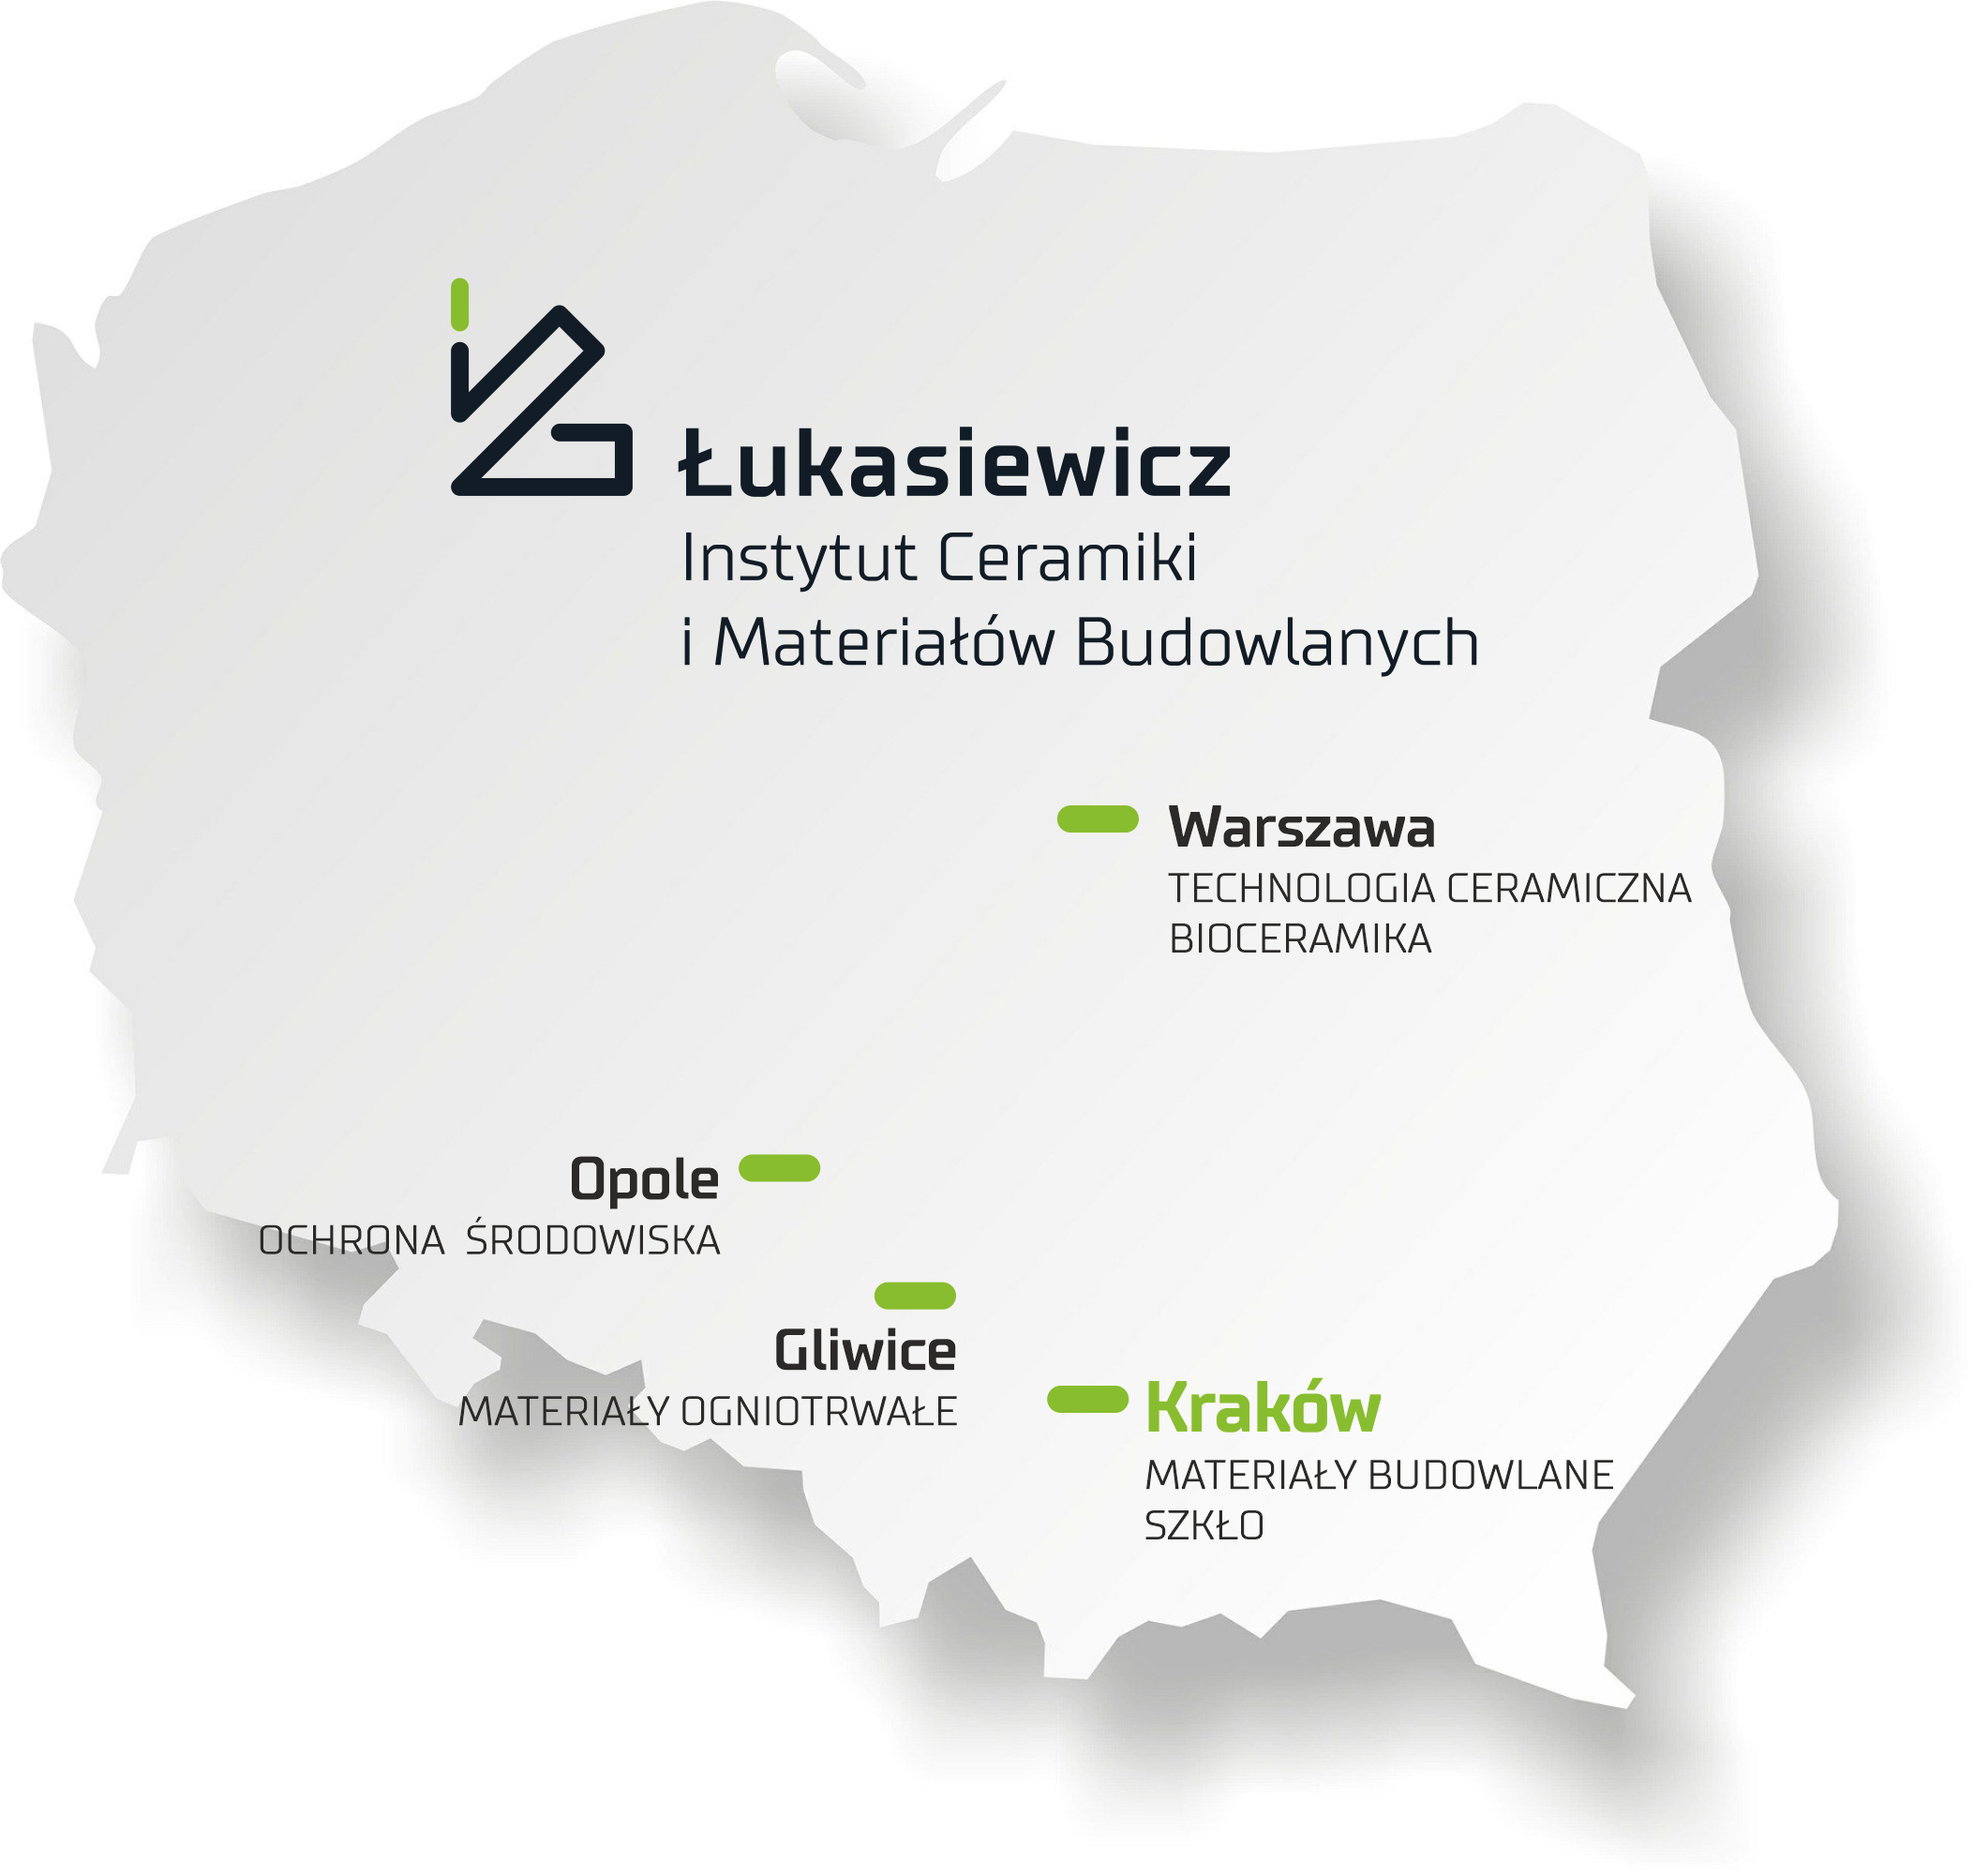 Łukasiewicz
Instytut Ceramiki
i Materiałów Budowlanych
Warszawa
TECHNOLOGIA CERAMICZNA
BIOCERAMIKA
Opole
OCHRONA ŚRODOWISKA
Gliwice
MATERIAŁY OGNIOTRWAŁE
Kraków
MATERIAŁY BUDOWLANE
SZKŁO